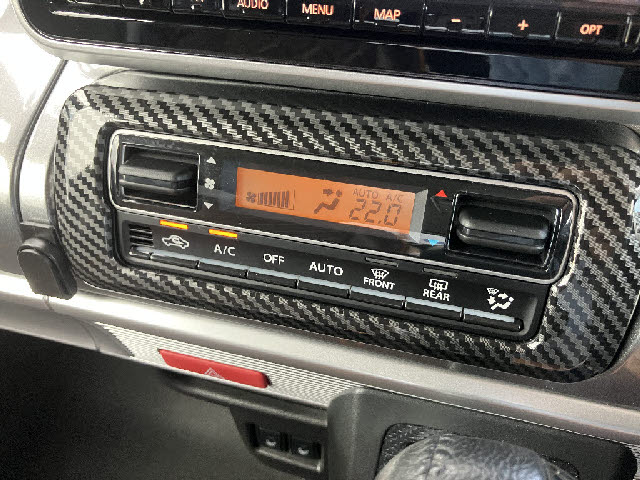 AUDIO MENU MAP - + OPT
AUTO A/C
22.0
A/C OFF AUTO FRONT REAR